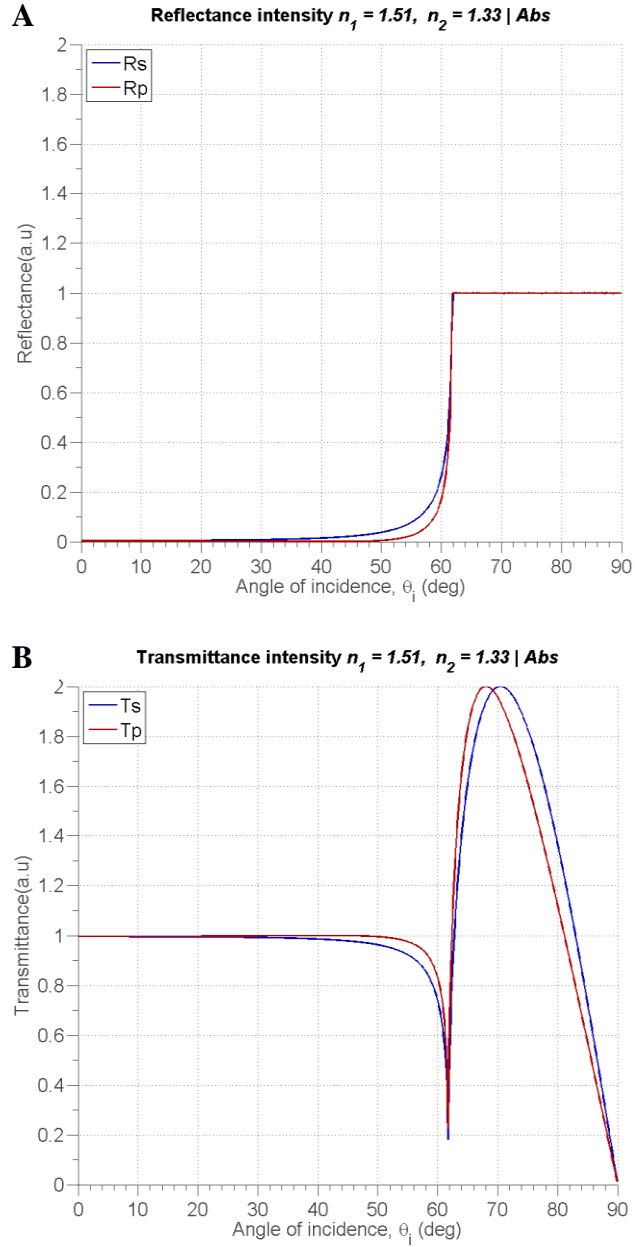 A
Reflectance intensity n1 = 1.51, n2 = 1.33 | Abs
Rs
Rp
Reflectance(a.u)
2
1.8
1.6
1.4
1.2
1
0.8
0.6
0.4
0.2
0
0 10 20 30 40 50 60 70 80 90
Angle of incidence, θi (deg)
B
Transmittance intensity n1 = 1.51, n2 = 1.33 | Abs
Ts
Tp
Transmittance(a.u)
2
1.8
1.6
1.4
1.2
1
0.8
0.6
0.4
0.2
0
0 10 20 30 40 50 60 70 80 90
Angle of incidence, θi (deg)